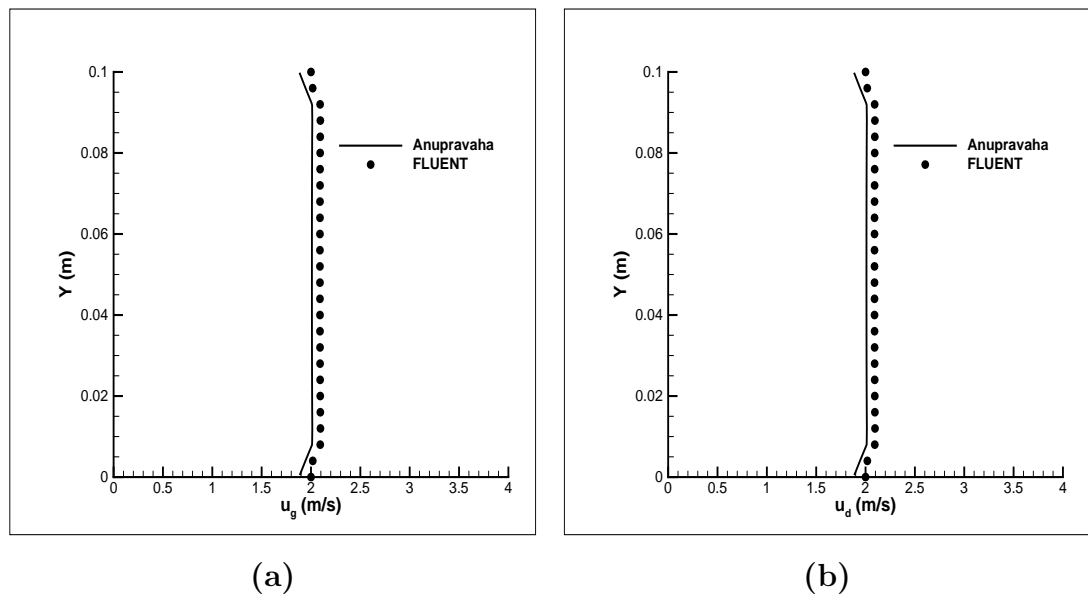 0.1
0.08
0.06
0.04
0.02
0
Y (m)
0 0.5 1 1.5 2 2.5 3 3.5 4
u_g (m/s)
Anupravaha
FLUENT
(a)
0.1
0.08
0.06
0.04
0.02
0
Y (m)
0 0.5 1 1.5 2 2.5 3 3.5 4
u_d (m/s)
Anupravaha
FLUENT
(b)